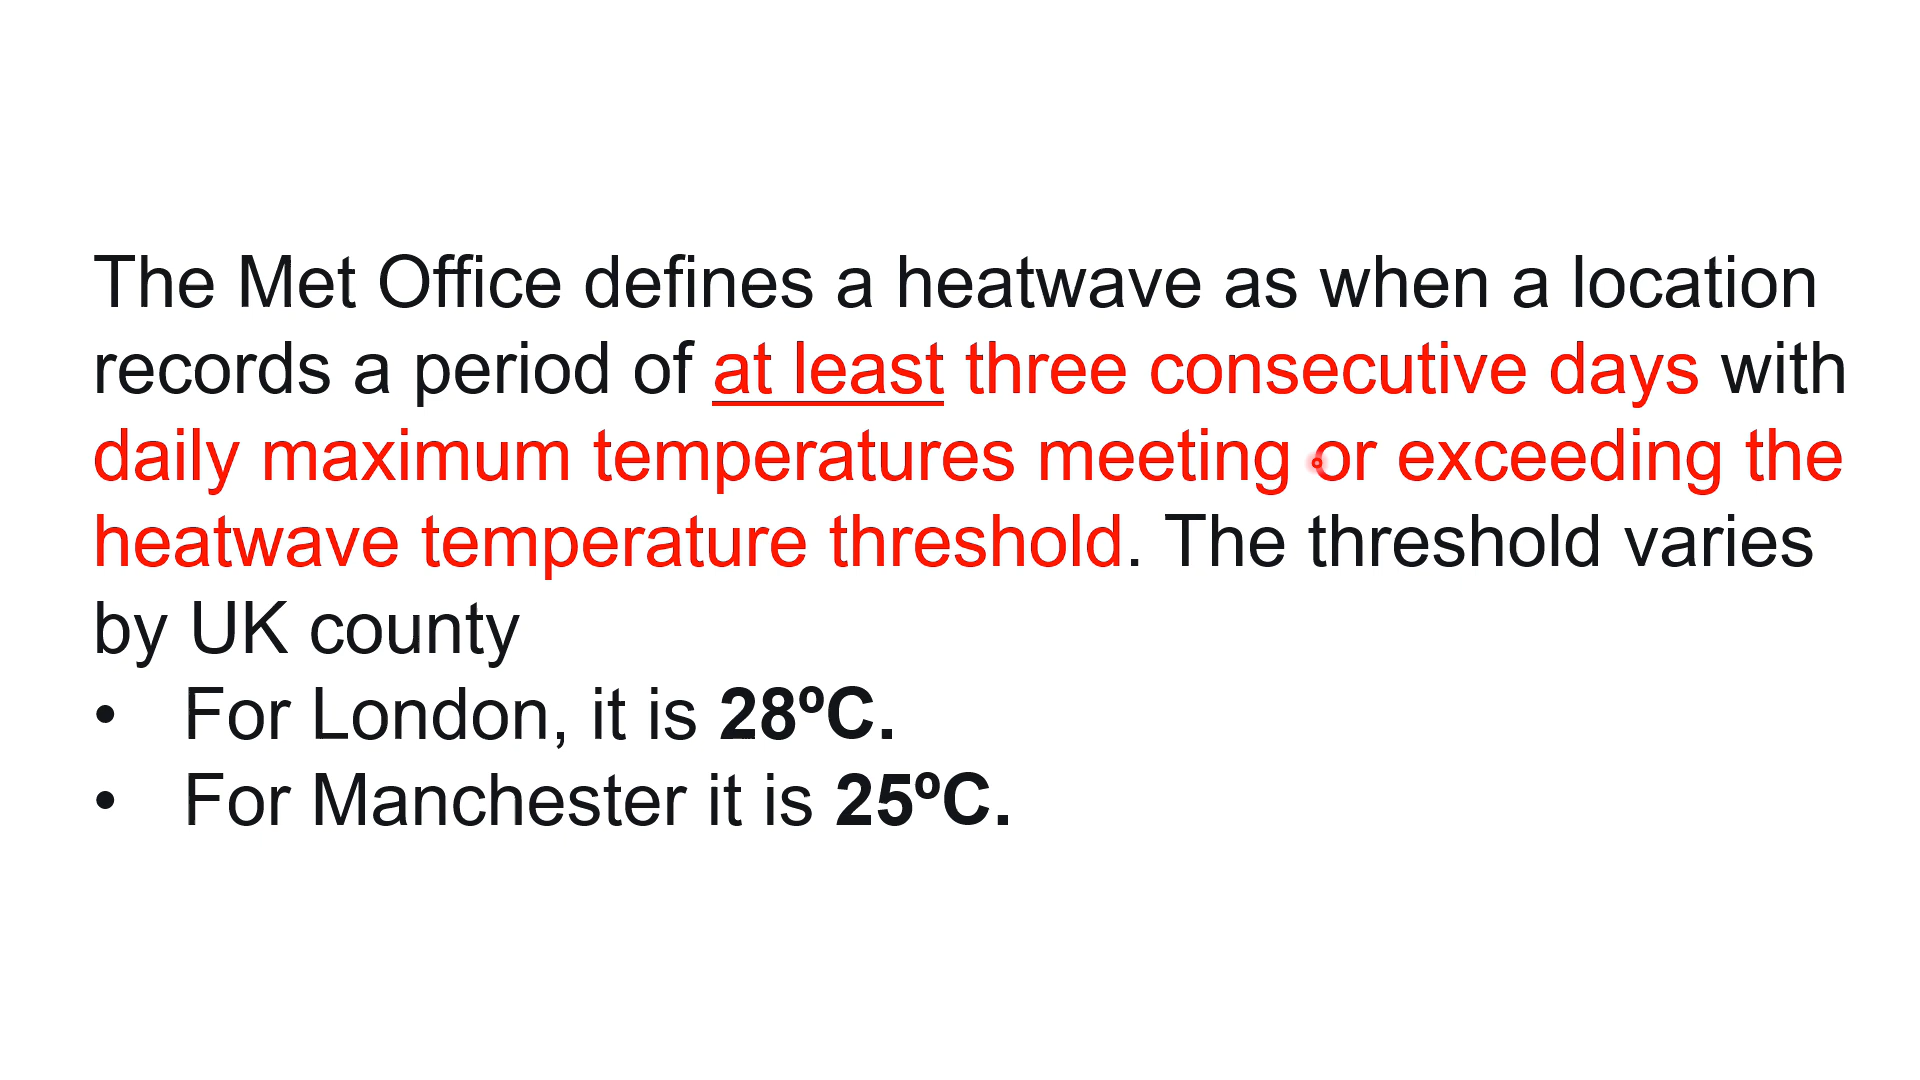 The Met Office defines a heatwave as when a location
records a period of at least three consecutive days with
daily maximum temperatures meeting or exceeding the
heatwave temperature threshold. The threshold varies
by UK county
• For London, it is 28ºC.
• For Manchester it is 25ºC.